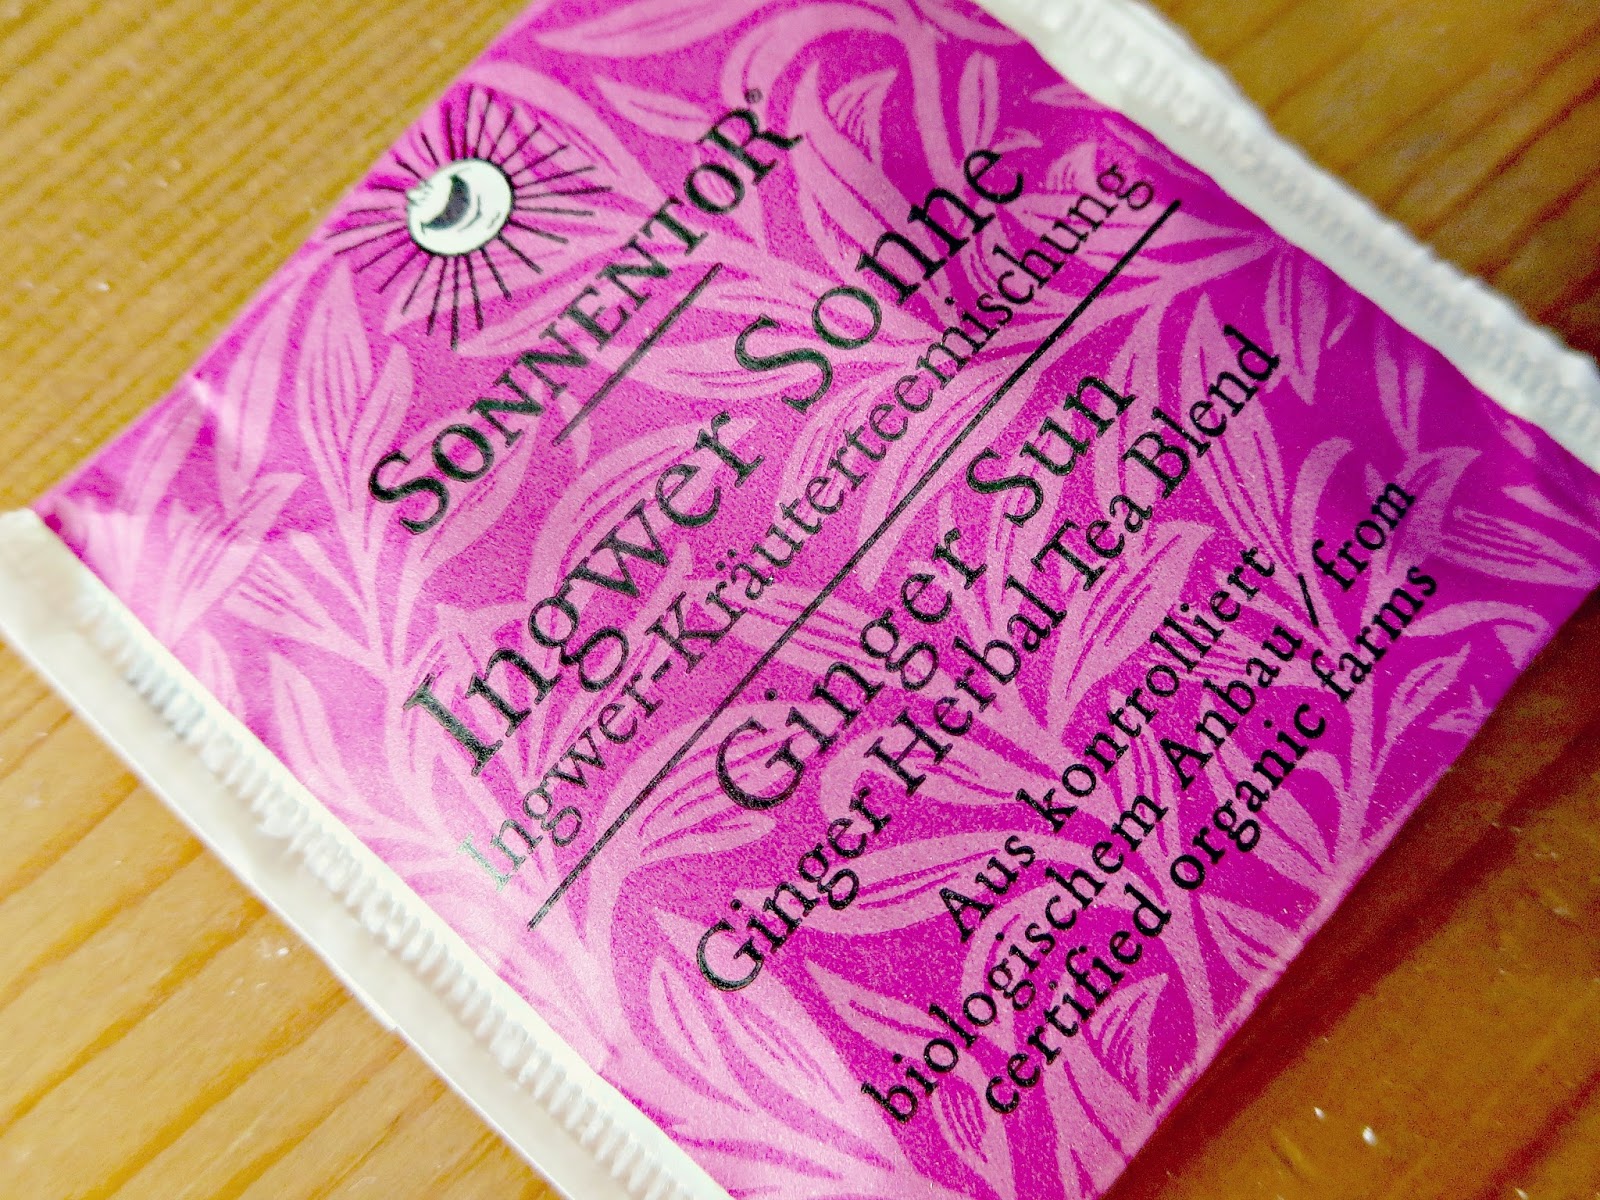 SONNENTOR®
Ingwer Sonne
Ingwer-Kräuterteemischung
Ginger Sun
Ginger Herbal Tea Blend
Aus kontrolliert
biologischem Anbau / from
certified organic farms